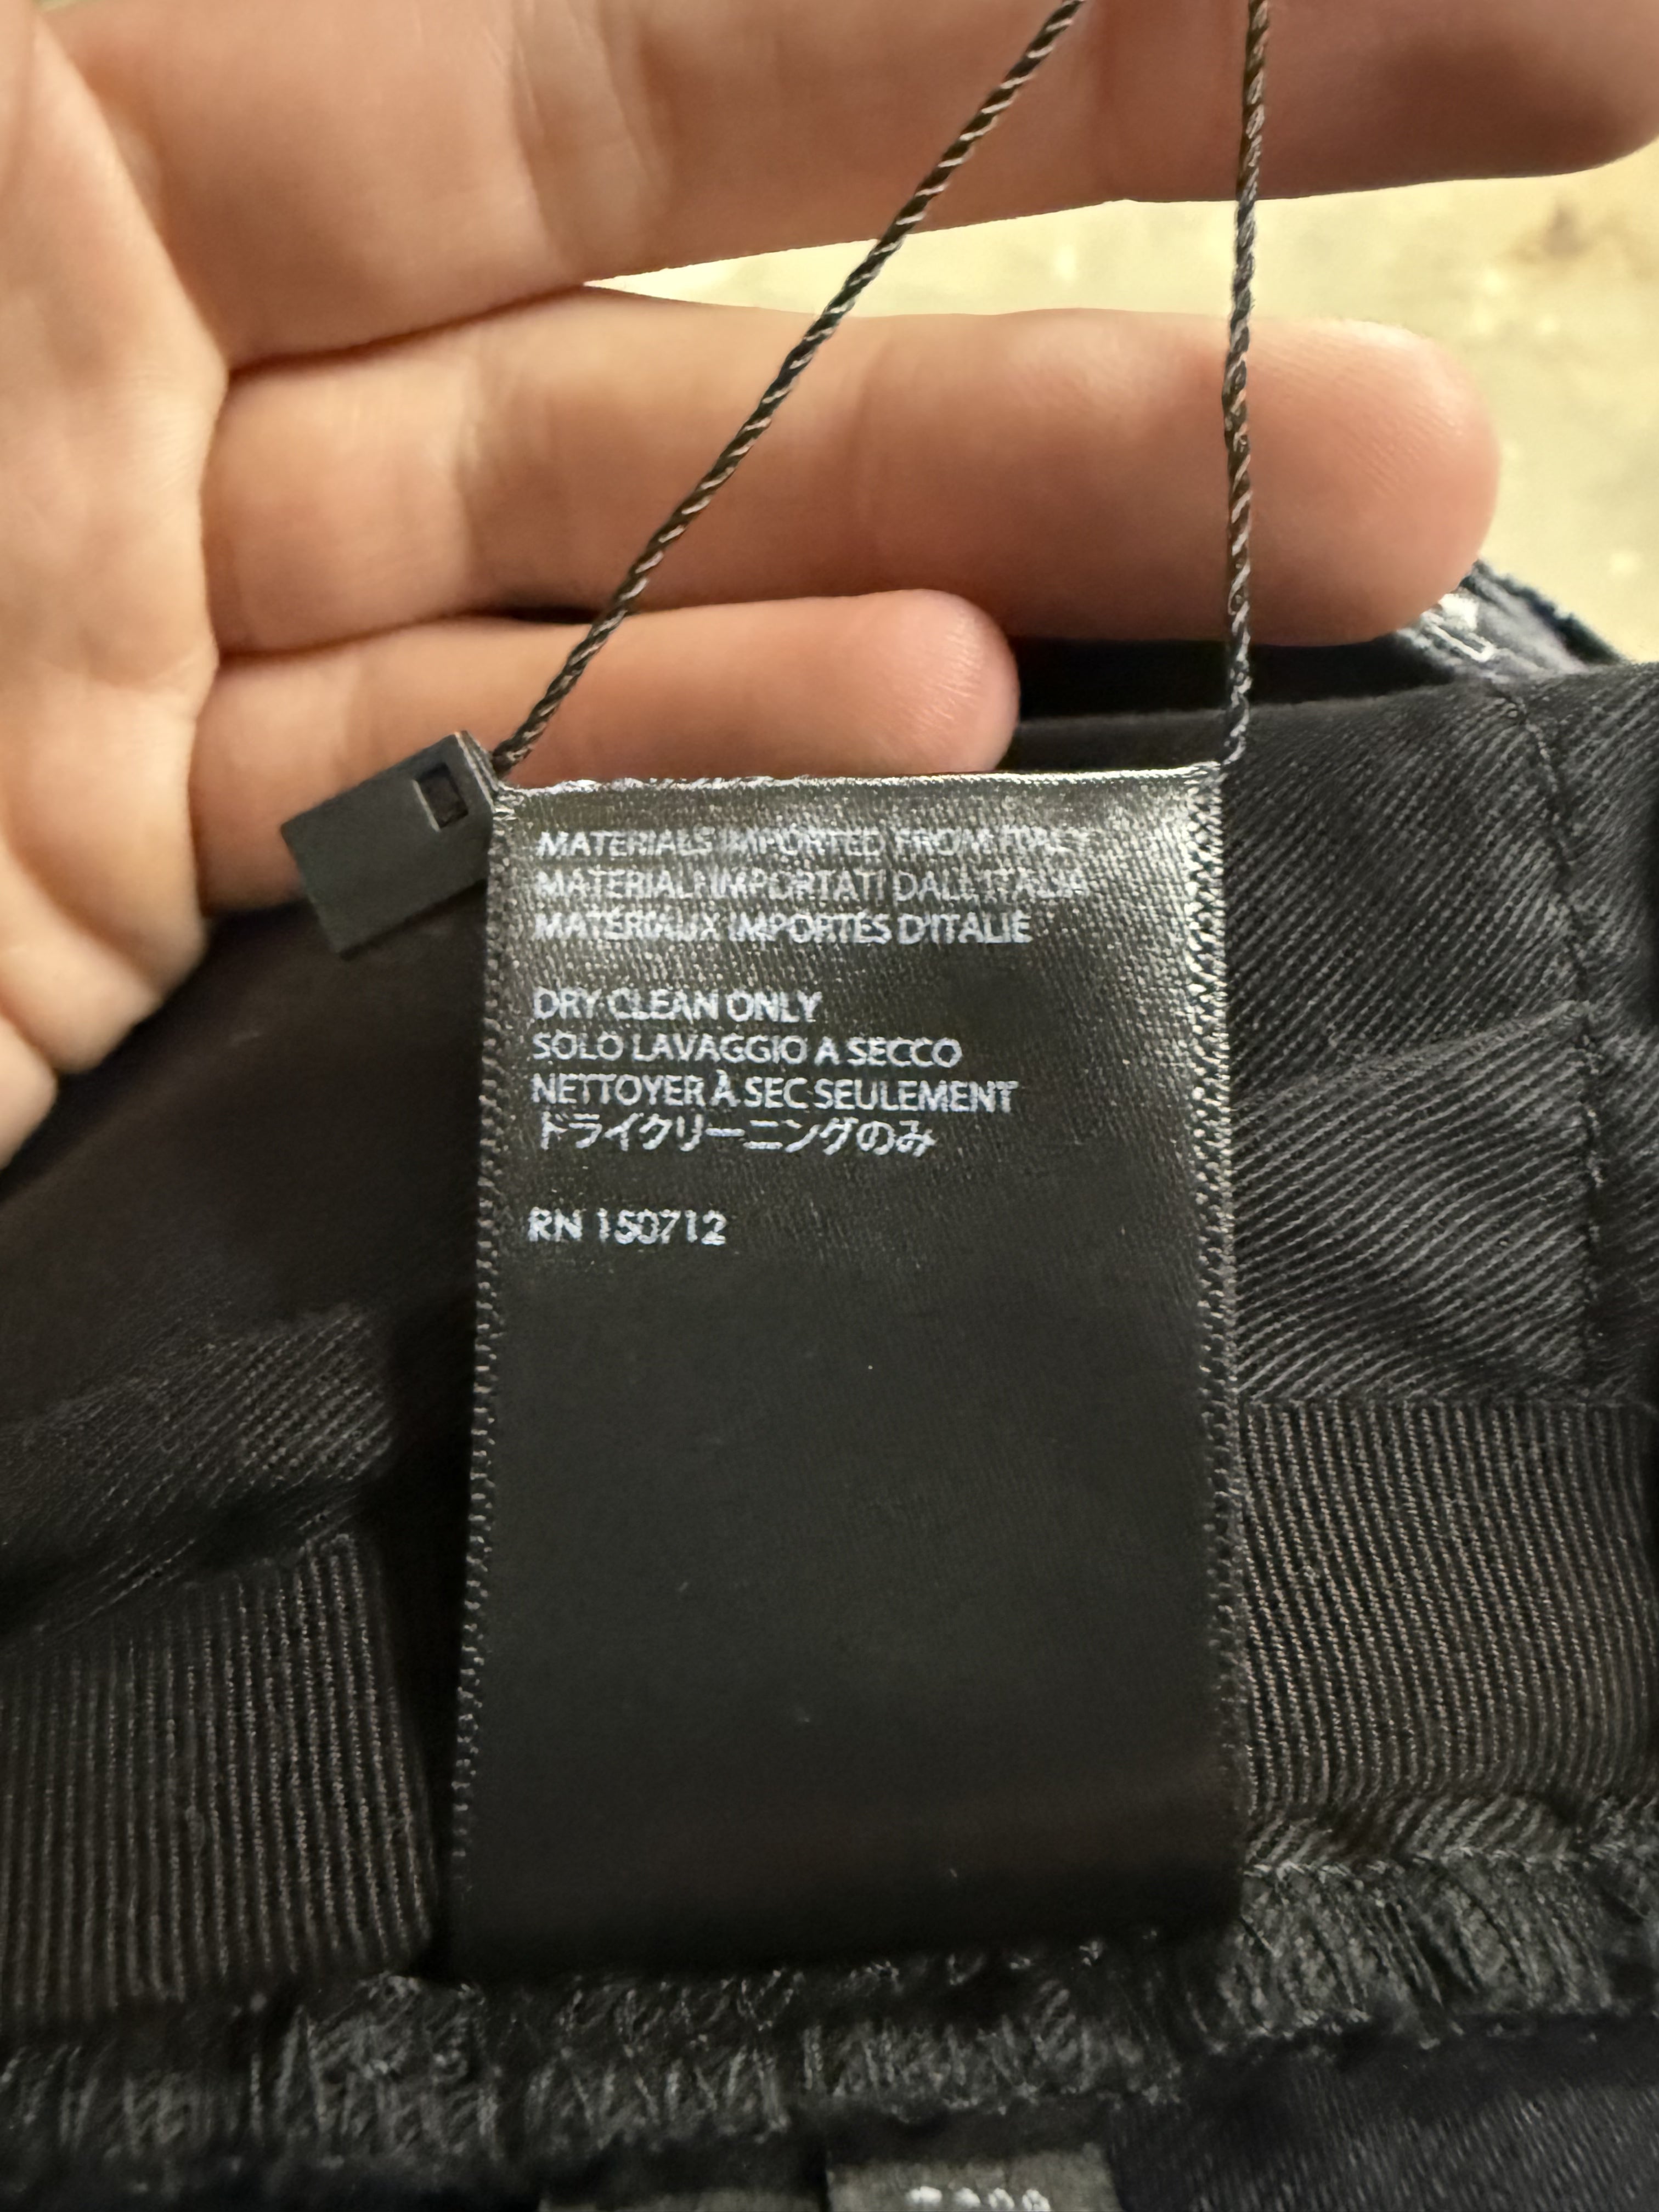 MATERIALS IMPORTED FROM ITALY
MATERIALI IMPORTATI DALL'ITALIA
MATÉRIAUX IMPORTÉS D'ITALIE
DRY CLEAN ONLY
SOLO LAVAGGIO A SECCO
NETTOYER À SEC SEULEMENT
ドライクリーニングのみ
RN 150712